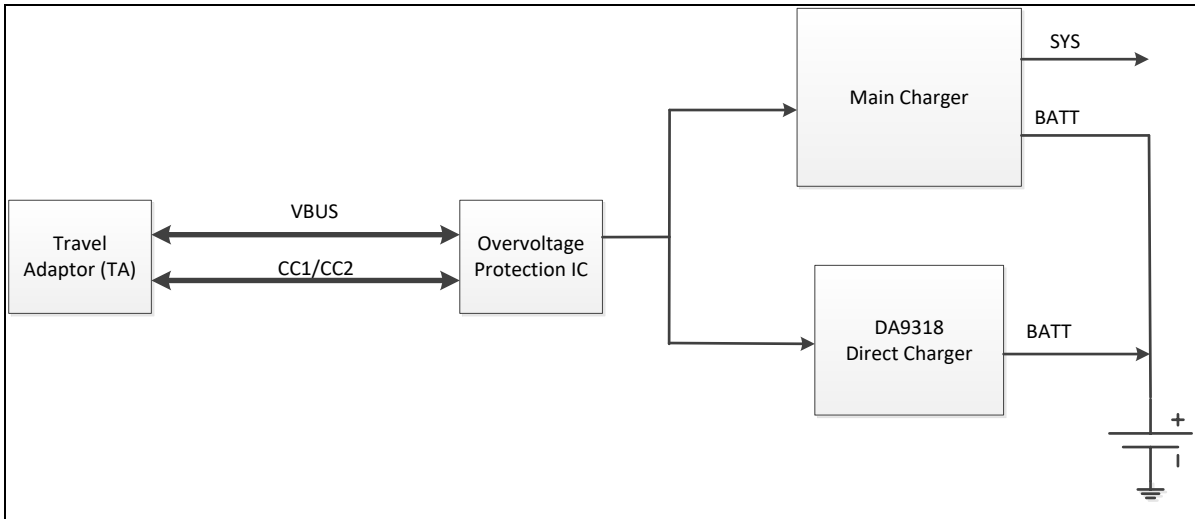 Travel
Adaptor (TA)
VBUS
CC1/CC2
Overvoltage
Protection IC
Main Charger
SYS
BATT
DA9318
Direct Charger
BATT
+